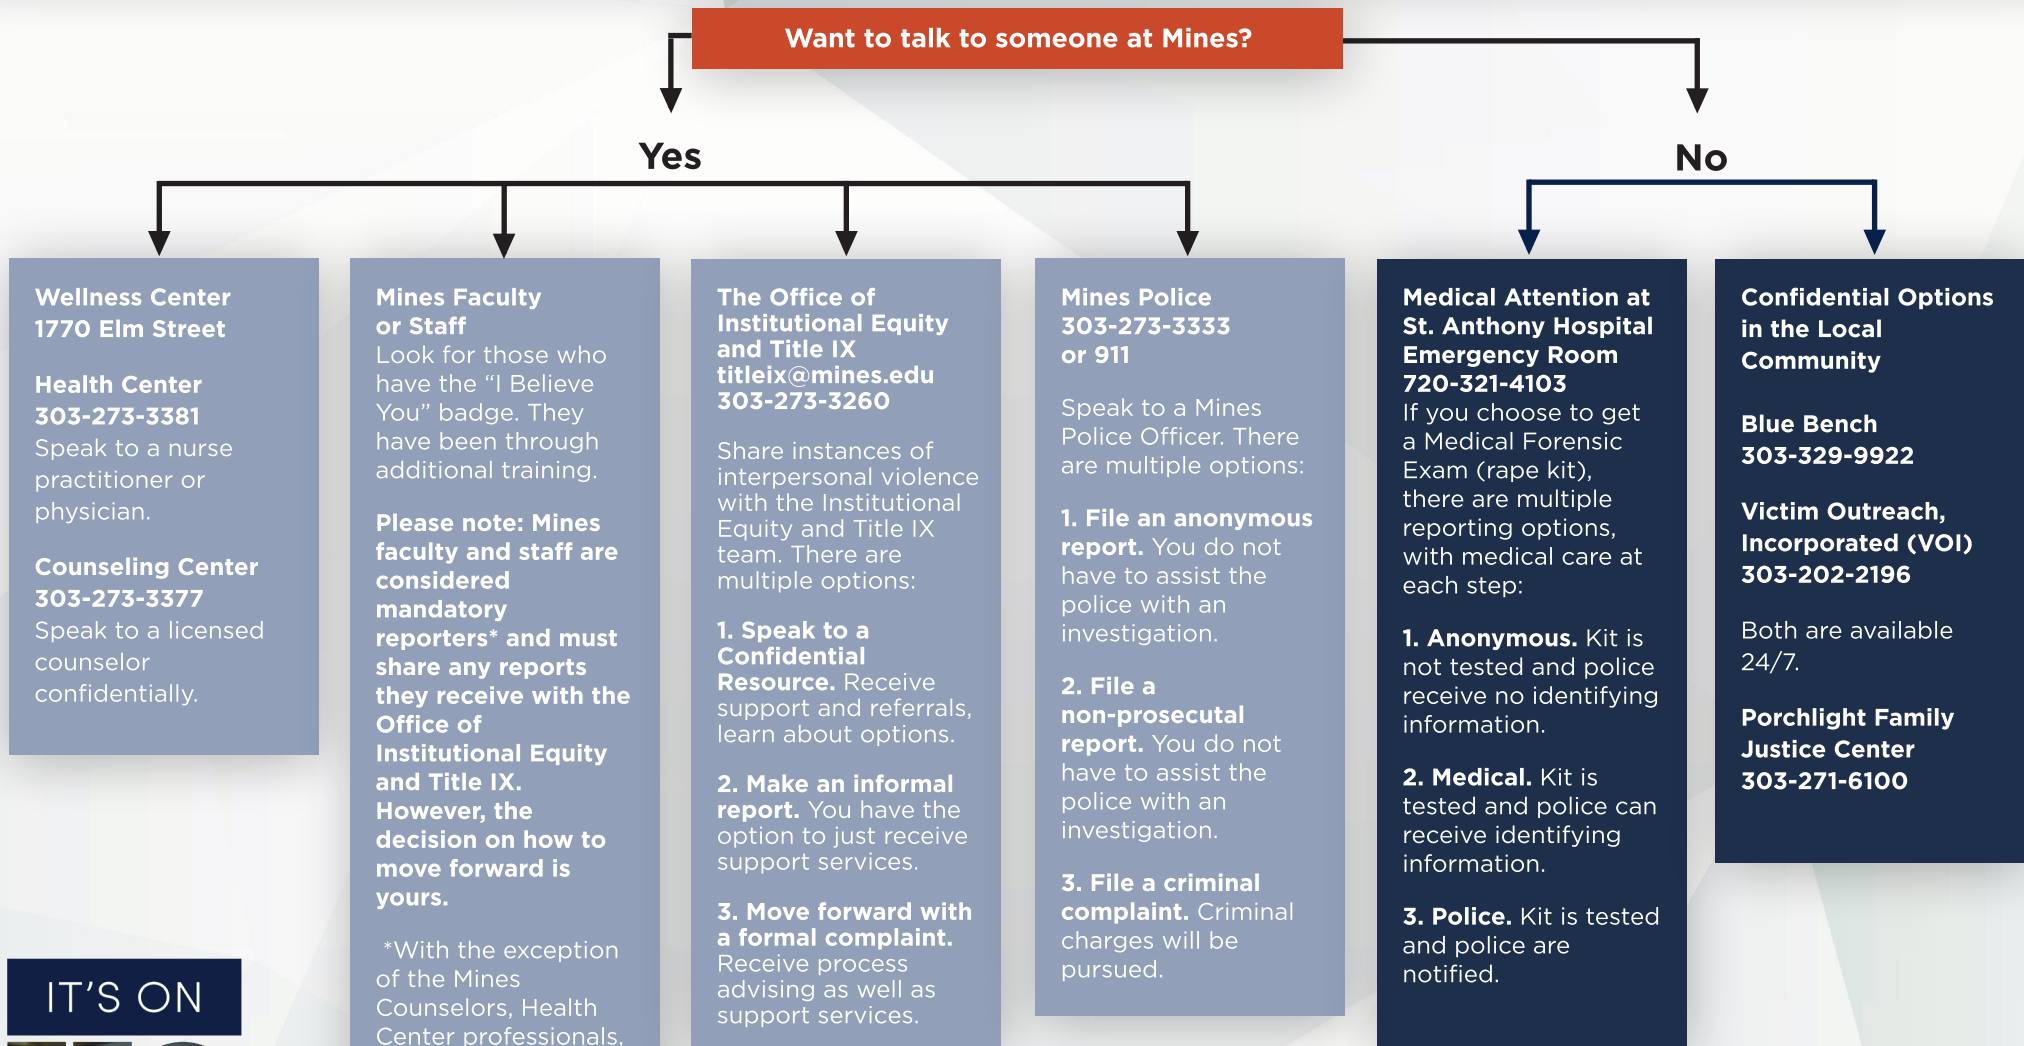 Want to talk to someone at Mines?
Yes
No
Wellness Center
1770 Elm Street
Health Center
303-273-3381
Speak to a nurse
practitioner or
physician.
Counseling Center
303-273-3377
Speak to a licensed
counselor
confidentially.
Mines Faculty
or Staff
Look for those who
have the “I Believe
You” badge. They
have been through
additional training.
Please note: Mines
faculty and staff are
considered
mandatory
reporters* and must
share any reports
they receive with the
Office of
Institutional Equity
and Title IX.
However, the
decision on how to
move forward is
yours.
*With the exception
of the Mines
Counselors, Health
Center professionals,
The Office of
Institutional Equity
and Title IX
titleix@mines.edu
303-273-3260
Share instances of
interpersonal violence
with the Institutional
Equity and Title IX
team. There are
multiple options:
1. Speak to a
Confidential
Resource. Receive
support and referrals,
learn about options.
2. Make an informal
report. You have the
option to just receive
support services.
3. Move forward with
a formal complaint.
Receive process
advising as well as
support services.
Mines Police
303-273-3333
or 911
Speak to a Mines
Police Officer. There
are multiple options:
1. File an anonymous
report. You do not
have to assist the
police with an
investigation.
2. File a
non-prosecutal
report. You do not
have to assist the
police with an
investigation.
3. File a criminal
complaint. Criminal
charges will be
pursued.
Medical Attention at
St. Anthony Hospital
Emergency Room
720-321-4103
If you choose to get
a Medical Forensic
Exam (rape kit),
there are multiple
reporting options,
with medical care at
each step:
1. Anonymous. Kit is
not tested and police
receive no identifying
information.
2. Medical. Kit is
tested and police can
receive identifying
information.
3. Police. Kit is tested
and police are
notified.
Confidential Options
in the Local
Community
Blue Bench
303-329-9922
Victim Outreach,
Incorporated (VOI)
303-202-2196
Both are available
24/7.
Porchlight Family
Justice Center
303-271-6100
IT’S ON